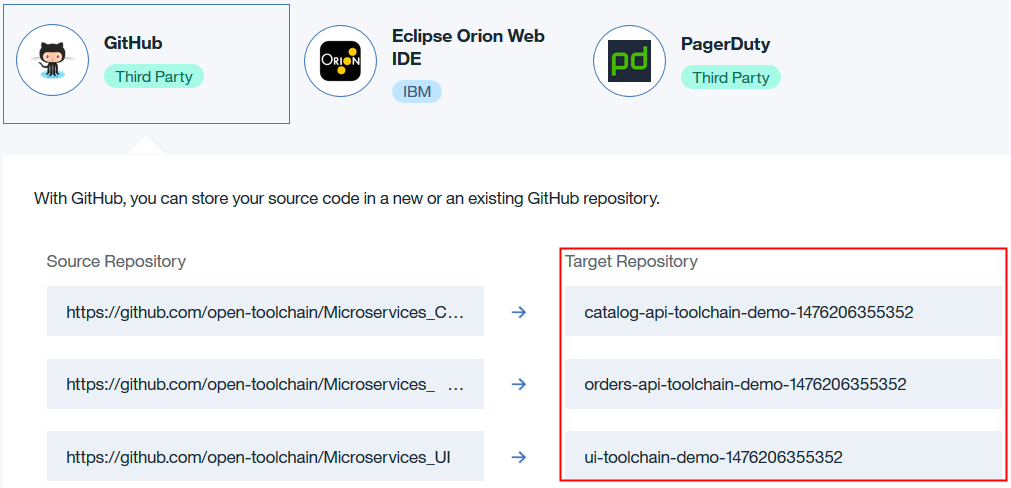 GitHub
Third Party
ORION
Eclipse Orion Web
IDE
IBM
pd
PagerDuty
Third Party
With GitHub, you can store your source code in a new or an existing GitHub repository.
Source Repository
Target Repository
https://github.com/open-toolchain/Microservices_C...
catalog-api-toolchain-demo-1476206355352
https://github.com/open-toolchain/Microservices_ ...
orders-api-toolchain-demo-1476206355352
https://github.com/open-toolchain/Microservices_UI
ui-toolchain-demo-1476206355352